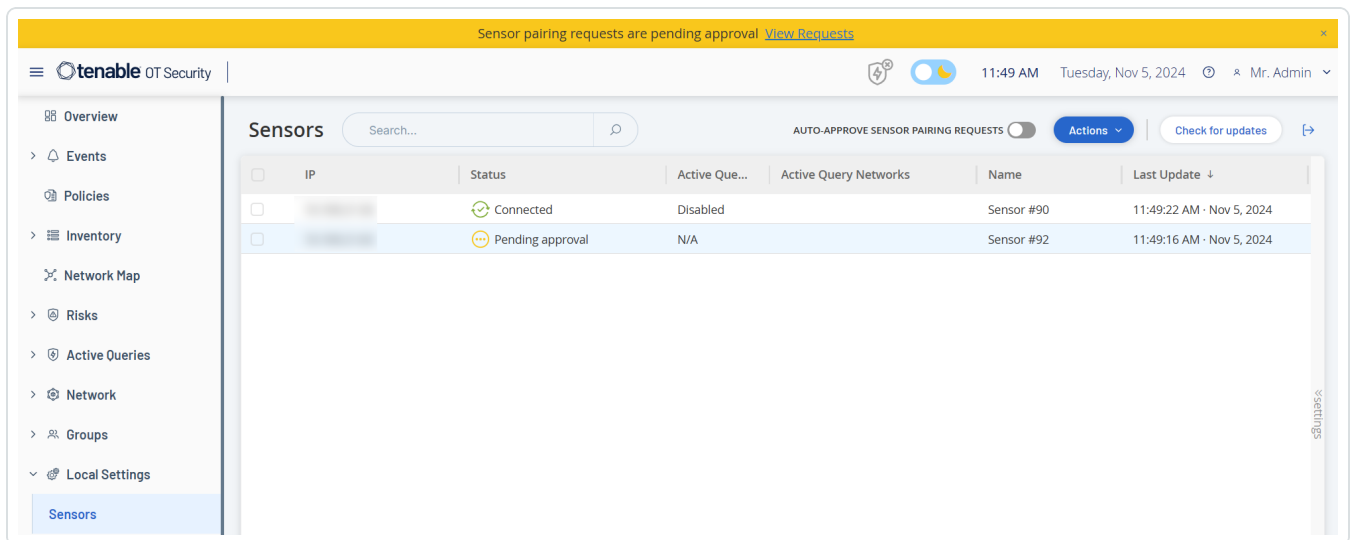 Sensor pairing requests are pending approval View Requests
tenable OT Security
11:49 AM Tuesday, Nov 5, 2024 Mr. Admin
Overview
Events
Policies
Inventory
Network Map
Risks
Active Queries
Network
Groups
Local Settings
Sensors
Sensors Search... AUTO-APPROVE SENSOR PAIRING REQUESTS Actions Check for updates
IP Status Active Que... Active Query Networks Name Last Update
Connected Disabled Sensor #90 11:49:22 AM · Nov 5, 2024
Pending approval N/A Sensor #92 11:49:16 AM · Nov 5, 2024
settings